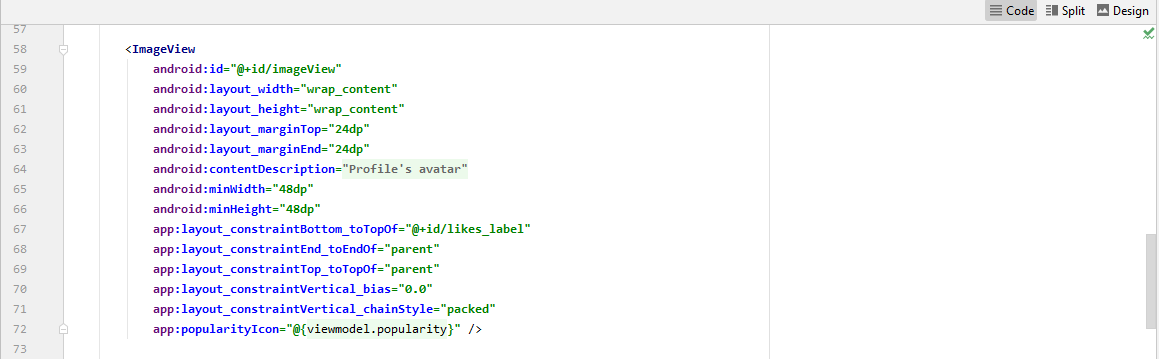 Code Split Design
57
58 <ImageView
59 android:id="@+id/imageView"
60 android:layout_width="wrap_content"
61 android:layout_height="wrap_content"
62 android:layout_marginTop="24dp"
63 android:layout_marginEnd="24dp"
64 android:contentDescription="Profile's avatar"
65 android:minWidth="48dp"
66 android:minHeight="48dp"
67 app:layout_constraintBottom_toTopOf="@+id/likes_label"
68 app:layout_constraintEnd_toEndOf="parent"
69 app:layout_constraintTop_toTopOf="parent"
70 app:layout_constraintVertical_bias="0.0"
71 app:layout_constraintVertical_chainStyle="packed"
72 app:popularityIcon="@{viewmodel.popularity}" />
73